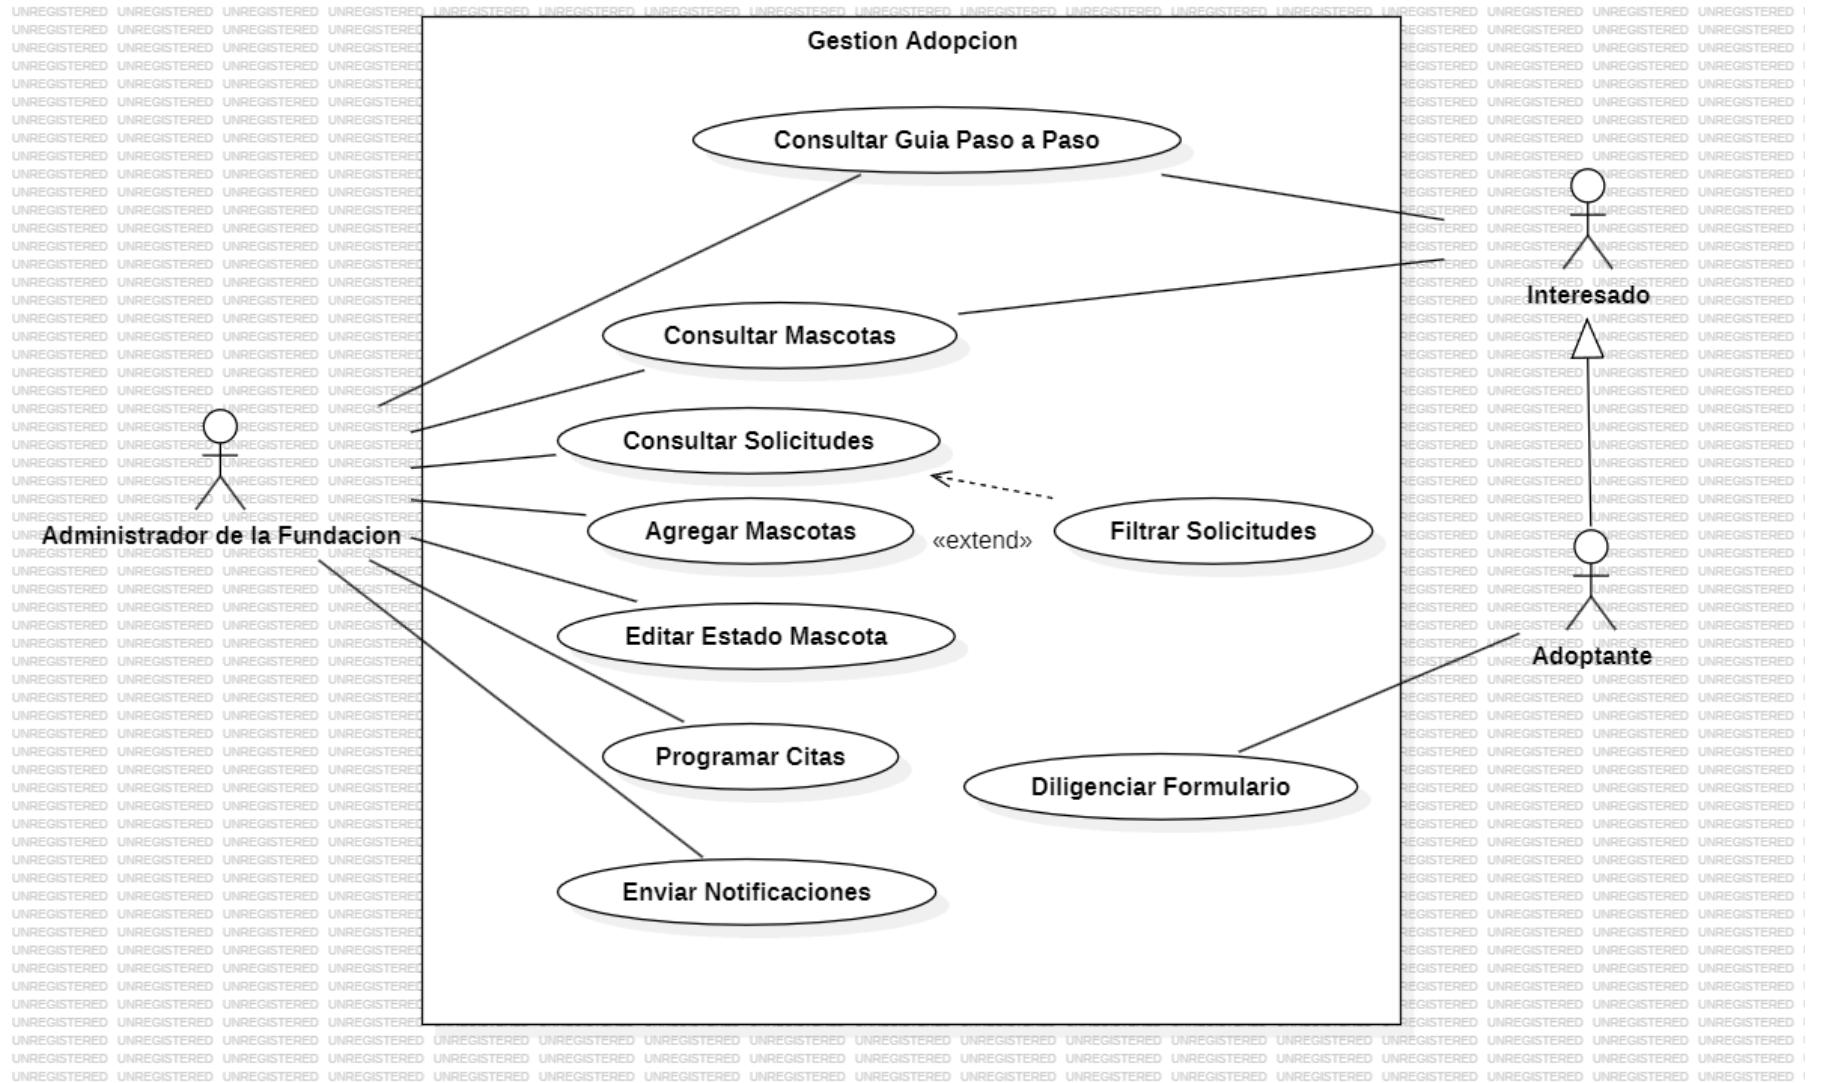 Gestion Adopcion
Consultar Guia Paso a Paso
Interesado
Consultar Mascotas
Consultar Solicitudes
Administrador de la Fundacion
Agregar Mascotas
«extend»
Filtrar Solicitudes
Editar Estado Mascota
Adoptante
Programar Citas
Diligenciar Formulario
Enviar Notificaciones
UNREGISTERED